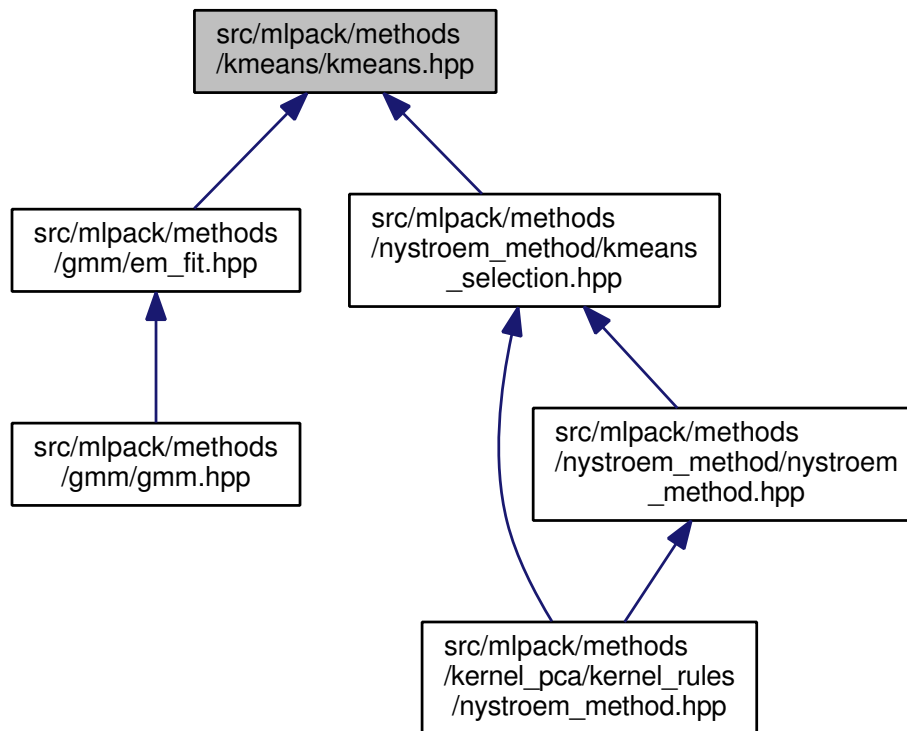 src/mlpack/methods
/kmeans/kmeans.hpp
src/mlpack/methods
/gmm/em_fit.hpp
src/mlpack/methods
/nystroem_method/kmeans
_selection.hpp
src/mlpack/methods
/gmm/gmm.hpp
src/mlpack/methods
/nystroem_method/nystroem
_method.hpp
src/mlpack/methods
/kernel_pca/kernel_rules
/nystroem_method.hpp